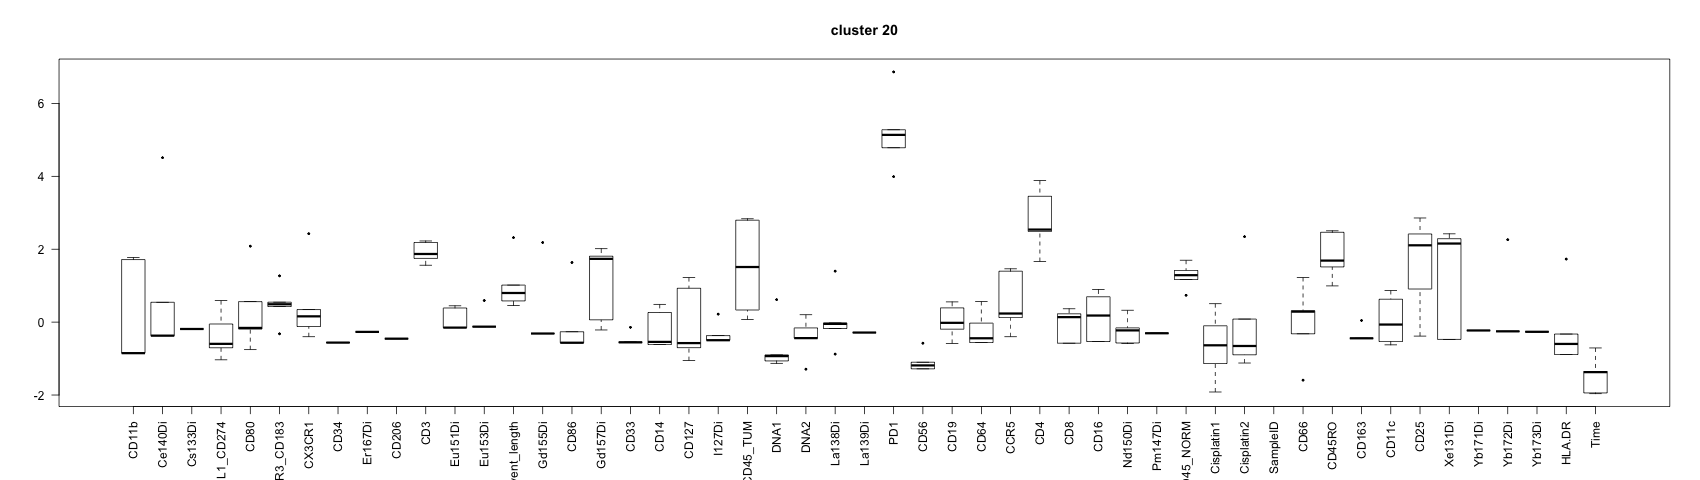 cluster 20
6
4
2
0
-2
CD11b
Ce140Di
Cs133Di
L1_CD274
CD80
R3_CD183
CX3CR1
CD34
Er167Di
CD206
CD3
Eu151Di
Eu153Di
vent_length
Gd155Di
CD86
Gd157Di
CD33
CD14
CD127
I127Di
CD45_TUM
DNA1
DNA2
La138Di
La139Di
PD1
CD56
CD19
CD64
CCR5
CD4
CD8
CD16
Nd150Di
Pm147Di
D45_NORM
Cisplatin1
Cisplatin2
SampleID
CD66
CD45RO
CD163
CD11c
CD25
Xe131Di
Yb171Di
Yb172Di
Yb173Di
HLA.DR
Time